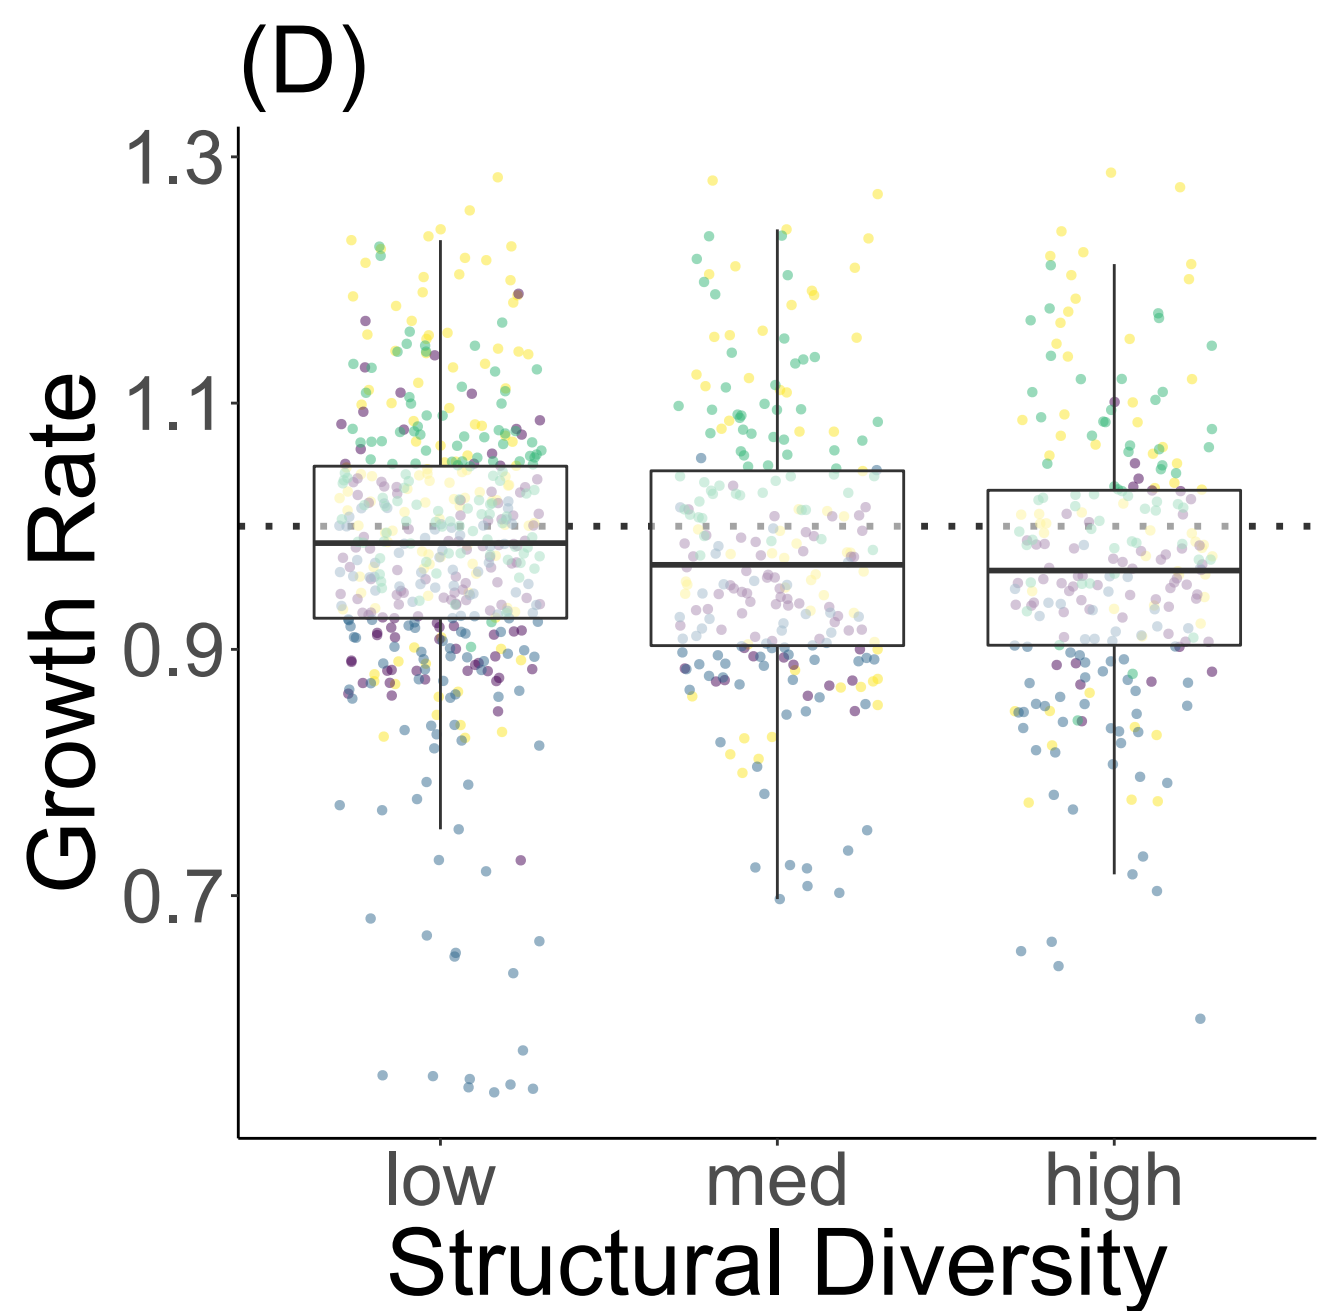 (D)
1.3
1.1
0.9
0.7
Growth Rate
low med high
Structural Diversity